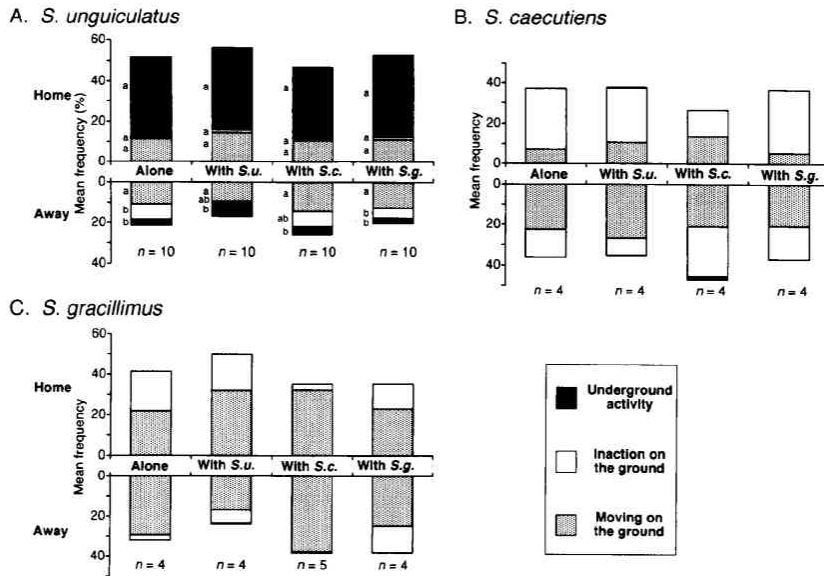 A. S. unguiculatus
60
40
20
0
Home
Mean frequency (%)
a a a a
a a a a
a a a a
Alone With S.u. With S.c. With S.g.
0
20
40
Away
a a a a
b ab ab b
b b b b
n = 10 n = 10 n = 10 n = 10
B. S. caecutiens
40
20
0
Mean frequency
Alone With S.u. With S.c. With S.g.
0
20
40
n = 4 n = 4 n = 4 n = 4
C. S. gracillimus
60
40
20
0
Home
Mean frequency
Alone With S.u. With S.c. With S.g.
0
20
40
Away
n = 4 n = 4 n = 5 n = 4
Underground
activity
Inaction on
the ground
Moving on
the ground